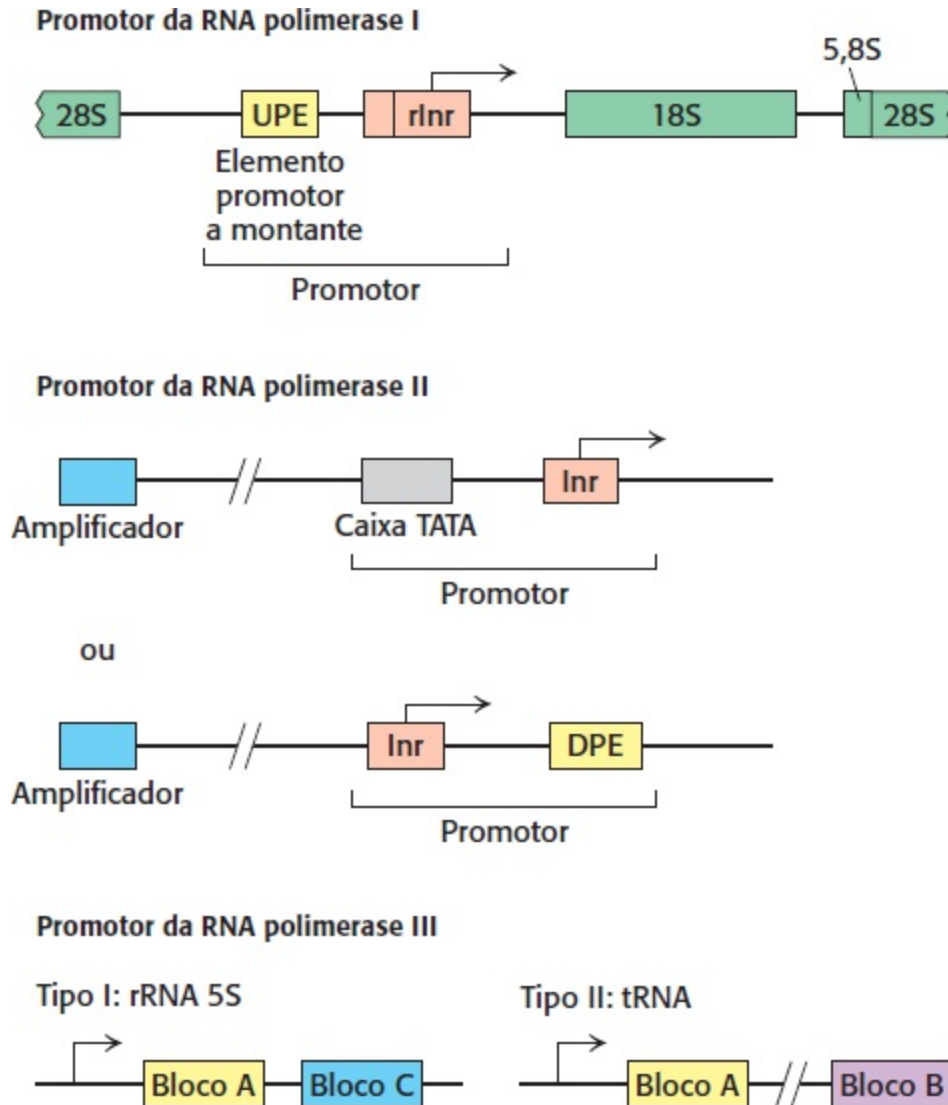 Promotor da RNA polimerase I
5,8S
28S UPE rInr 18S 28S
Elemento
promotor
a montante
Promotor
Promotor da RNA polimerase II
Inr
Amplificador Caixa TATA
Promotor
ou
Inr DPE
Amplificador
Promotor
Promotor da RNA polimerase III
Tipo I: rRNA 5S Tipo II: tRNA
Bloco A Bloco C Bloco A Bloco B